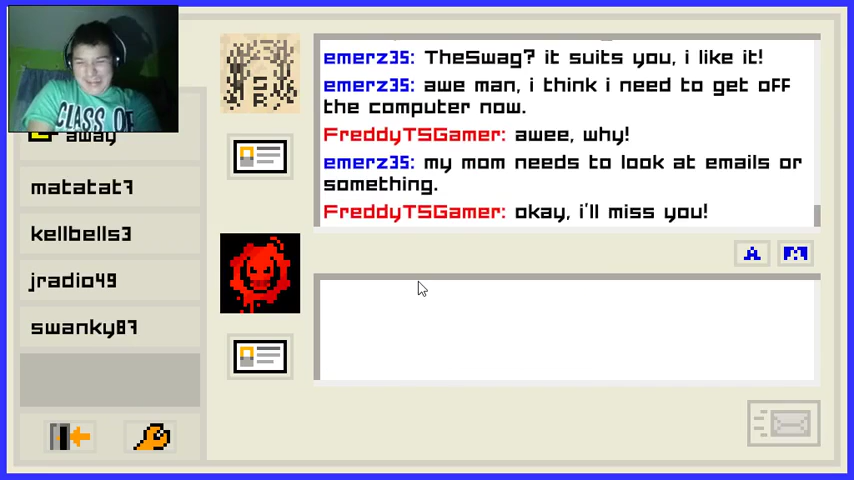 CLASS OF
away
matatat7
kellbells3
jradio49
swanky87
emerz35: TheSwag? it suits you, i like it!
emerz35: awe man, i think i need to get off
the computer now.
FreddyTSGamer: awee, why!
emerz35: my mom needs to look at emails or
something.
FreddyTSGamer: okay, i'll miss you!
A